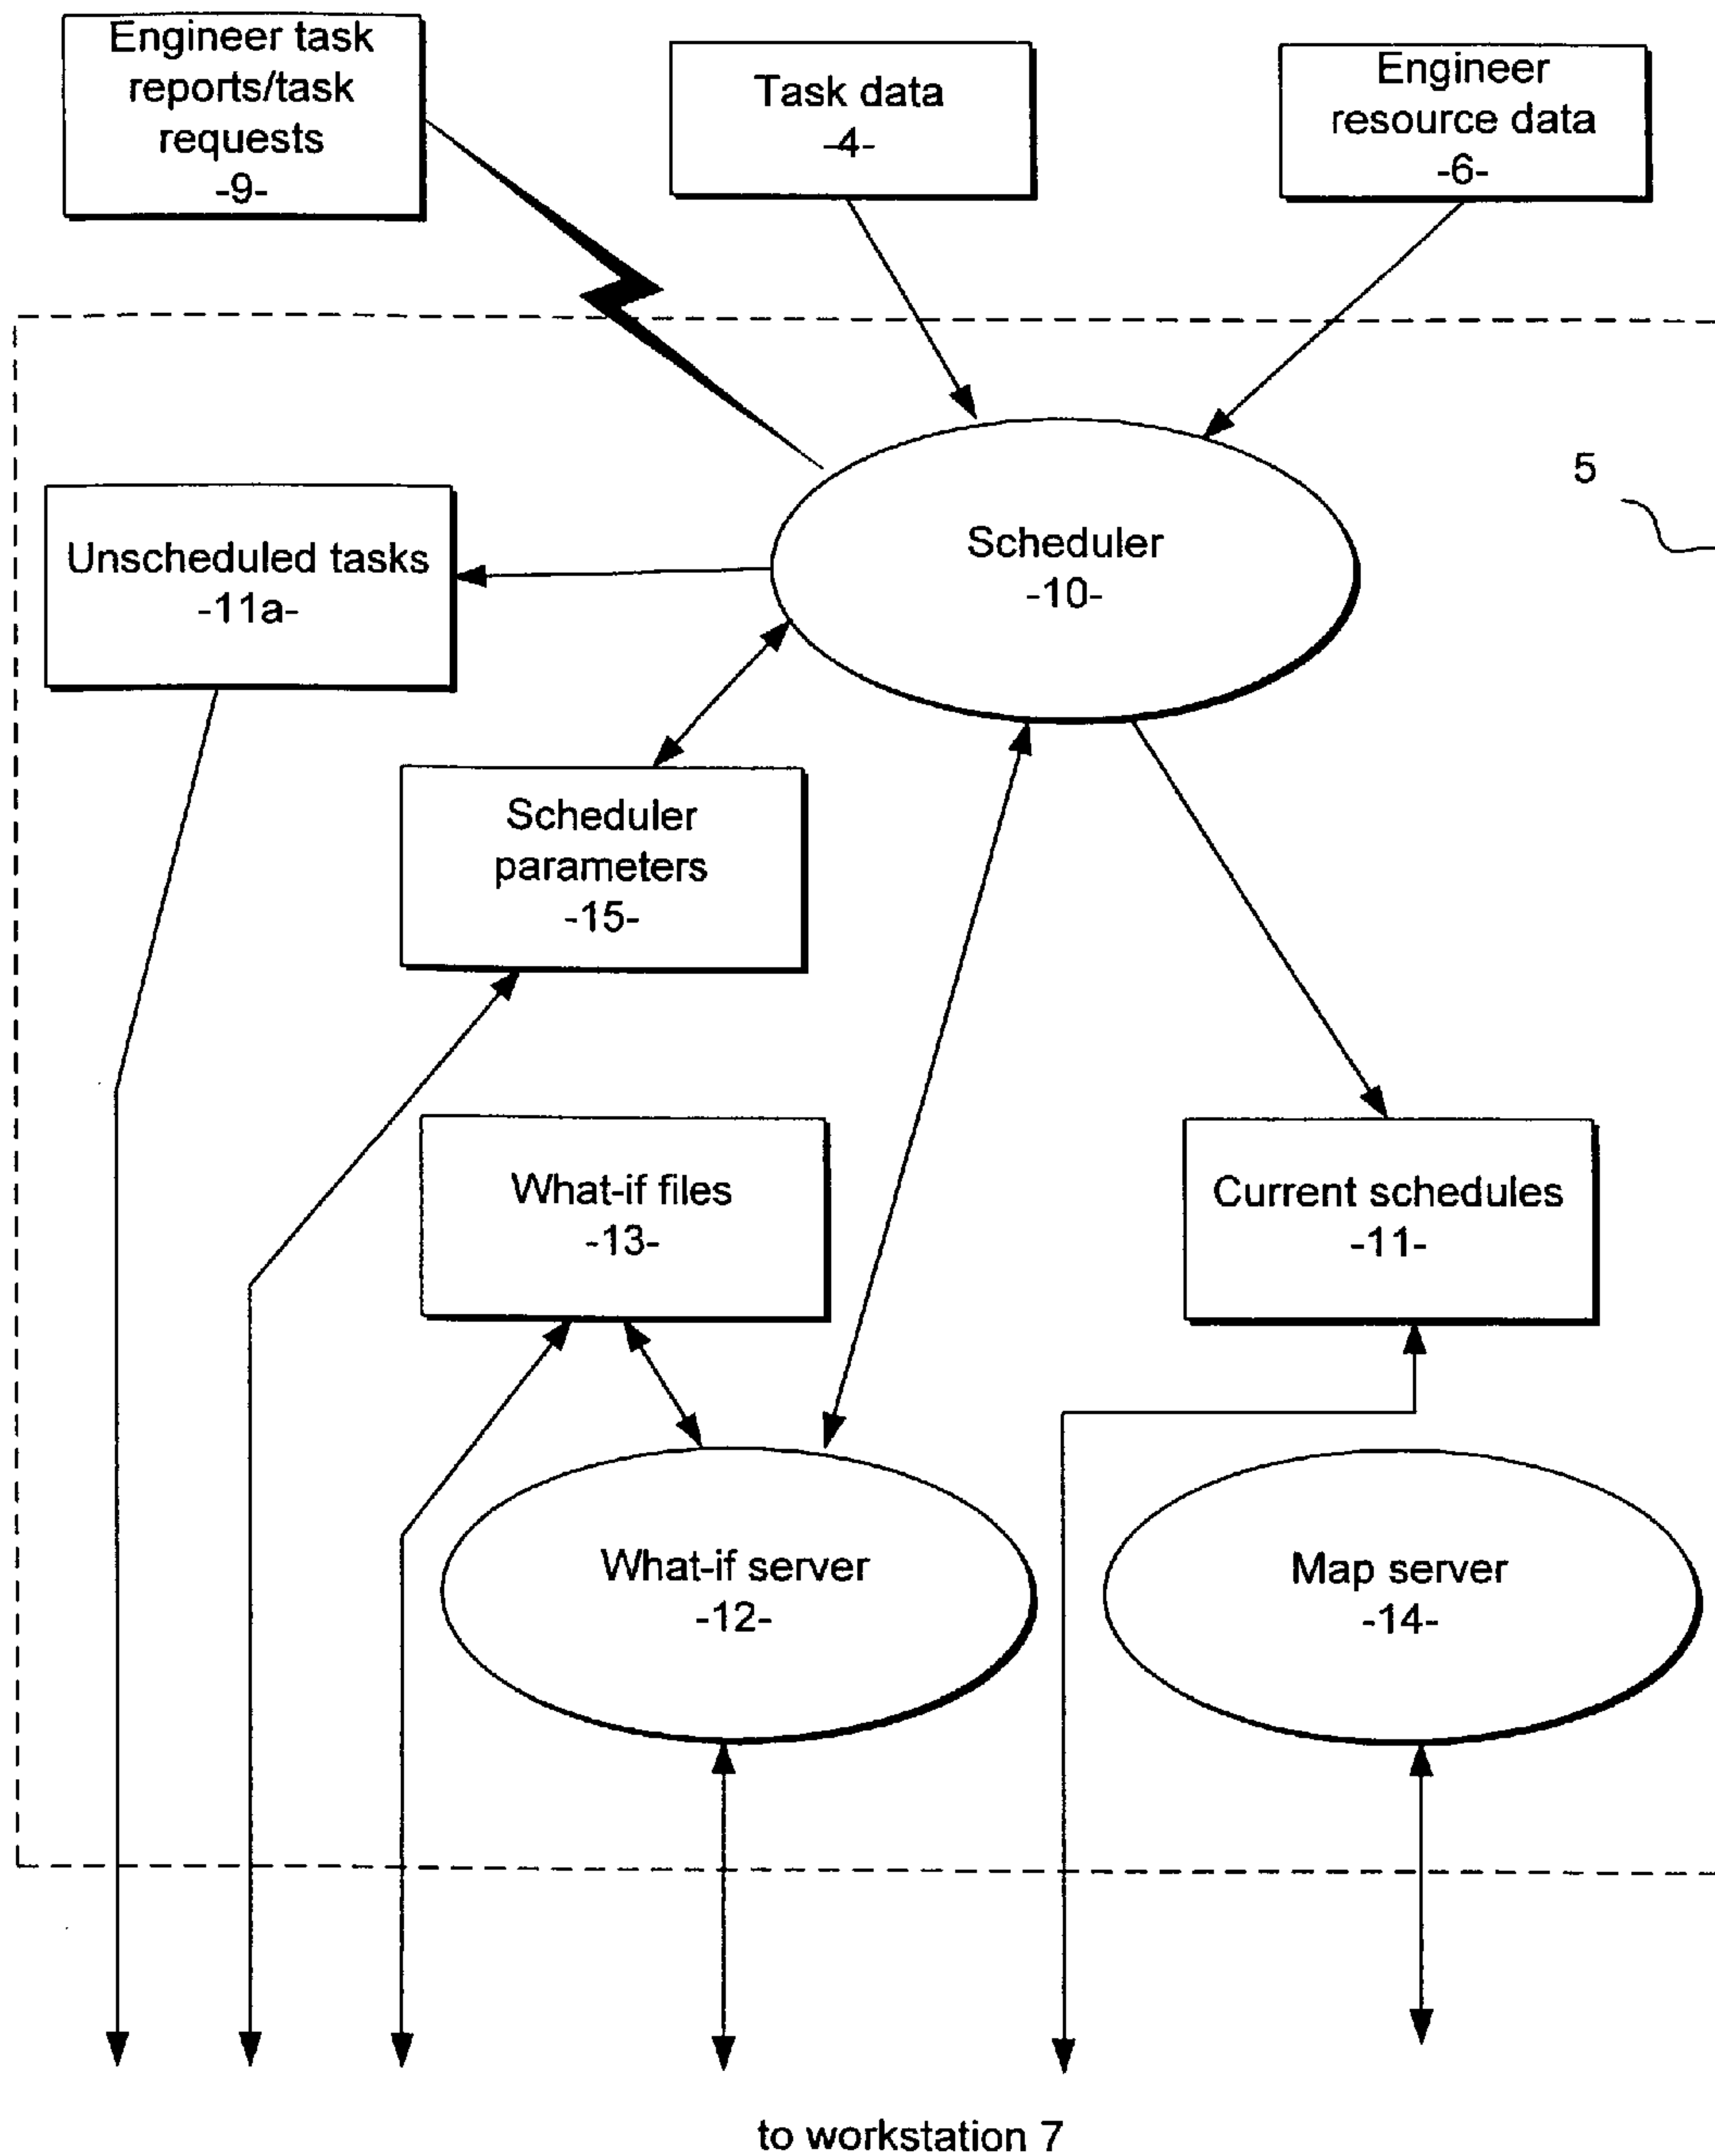 Engineer task
reports/task
requests
-9-
Task data
-4-
Engineer
resource data
-6-
5
Scheduler
-10-
Unscheduled tasks
-11a-
Scheduler
parameters
-15-
What-if files
-13-
Current schedules
-11-
What-if server
-12-
Map server
-14-
to workstation 7